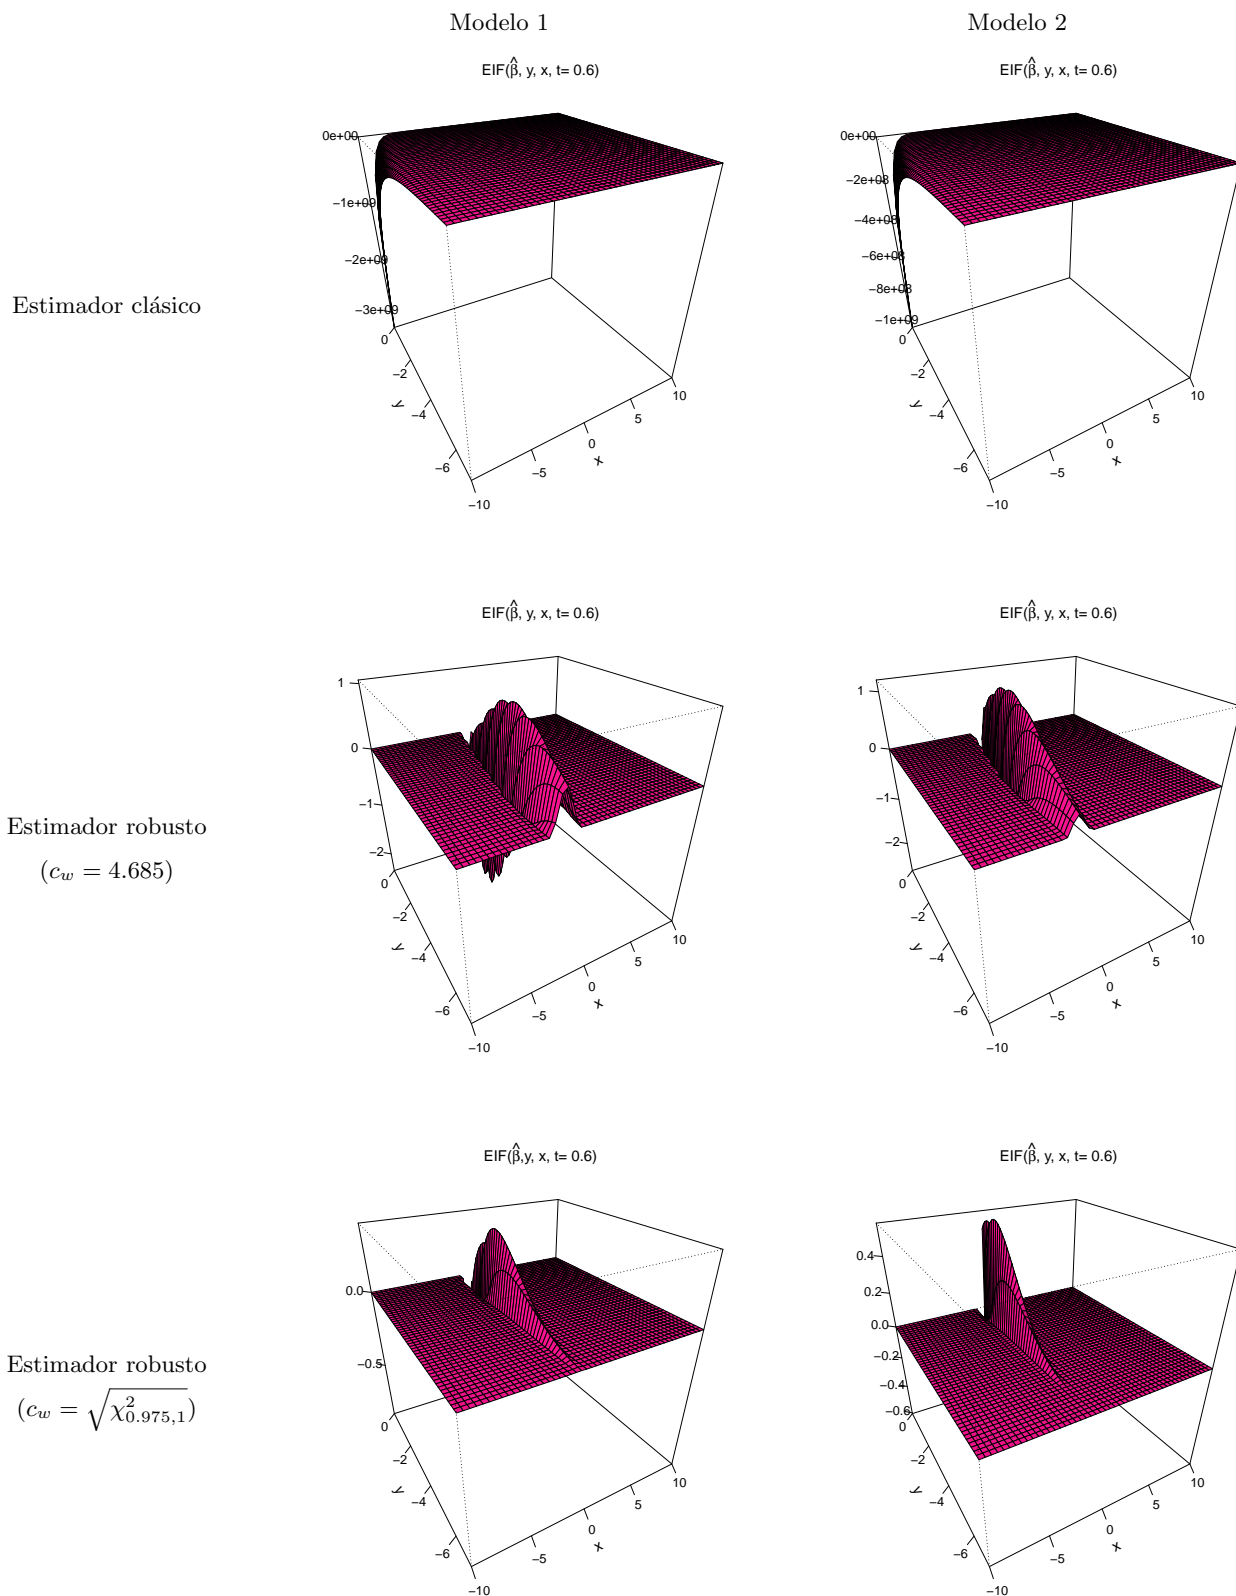 Modelo 1
Modelo 2
EIF(β̂, y, x, t= 0.6)
EIF(β̂, y, x, t= 0.6)
Estimador clásico
0e+00
−1e+09
−2e+09
−3e+09
0
−2
−4
−6
y
−10
−5
0
5
10
x
0e+00
−2e+08
−4e+08
−6e+08
−8e+08
−1e+09
0
−2
−4
−6
y
−10
−5
0
5
10
x
EIF(β̂, y, x, t= 0.6)
EIF(β̂, y, x, t= 0.6)
Estimador robusto
(c_w = 4.685)
1
0
−1
−2
0
−2
−4
−6
y
−10
−5
0
5
10
x
1
0
−1
−2
0
−2
−4
−6
y
−10
−5
0
5
10
x
EIF(β̂,y, x, t= 0.6)
EIF(β̂, y, x, t= 0.6)
Estimador robusto
(c_w = √χ²_{0.975,1})
0.0
−0.5
0
−2
−4
−6
y
−10
−5
0
5
10
x
0.4
0.2
0.0
−0.2
−0.4
−0.6
0
−2
−4
−6
y
−10
−5
0
5
10
x